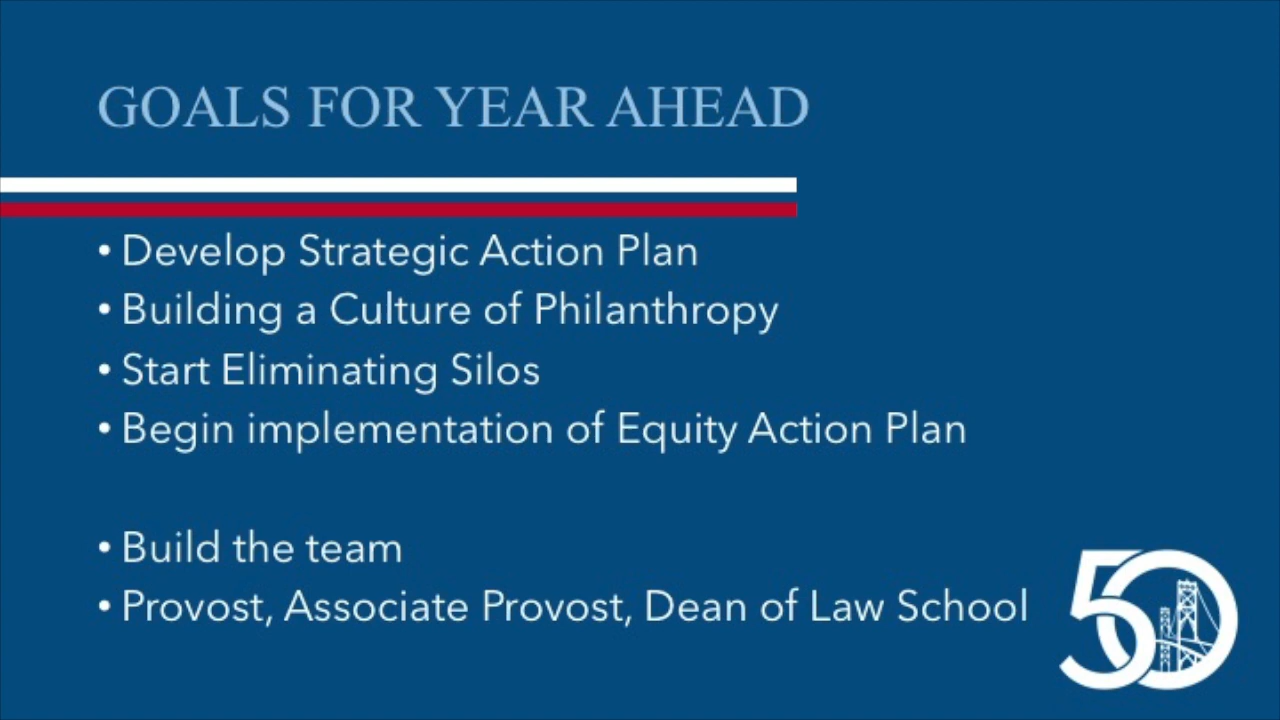 GOALS FOR YEAR AHEAD
• Develop Strategic Action Plan
• Building a Culture of Philanthropy
• Start Eliminating Silos
• Begin implementation of Equity Action Plan
• Build the team
• Provost, Associate Provost, Dean of Law School
50